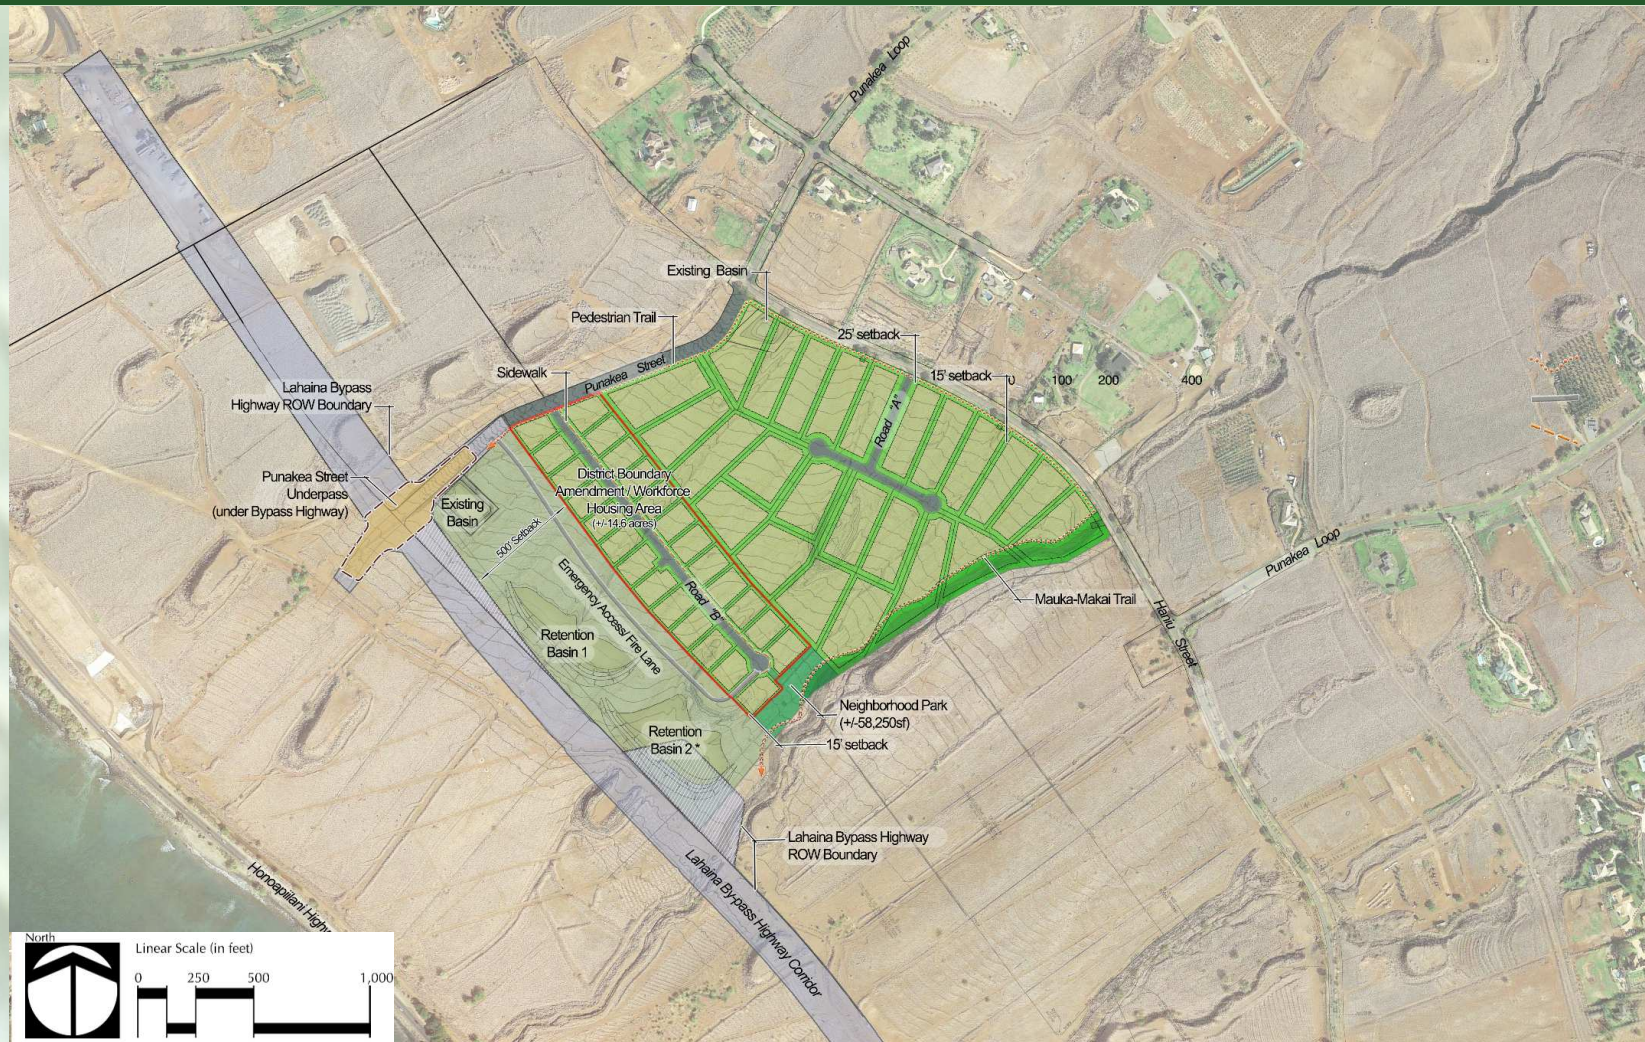 Punakea Loop
Existing Basin
Pedestrian Trail
25' setback
Sidewalk
Punakea Street
15' setback
0 100 200 400
Lahaina Bypass
Highway ROW Boundary
Road "A"
Punakea Street
Underpass
(under Bypass Highway)
District Boundary
Amendment / Workforce
Housing Area
(+/-14.6 acres)
Existing
Basin
500' Setback
Emergency Access/ Fire Lane
Road "B"
Punakea Loop
Mauka-Makai Trail
Haniu Street
Retention
Basin 1
Neighborhood Park
(+/-58,250sf)
Retention
Basin 2 *
15' setback
Lahaina Bypass Highway
ROW Boundary
Lahaina By-pass Highway Corridor
Honoapiilani Highw
North
Linear Scale (in feet)
0 250 500 1,000